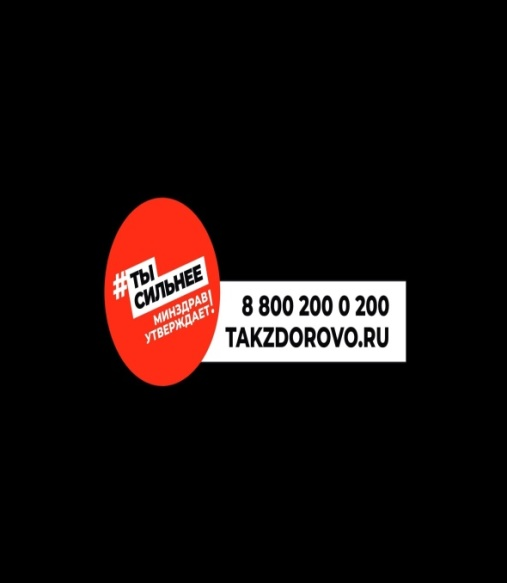 #ТЫ
СИЛЬНЕЕ
МИНЗДРАВ
УТВЕРЖДАЕТ!
8 800 200 0 200
TAKZDOROVO.RU